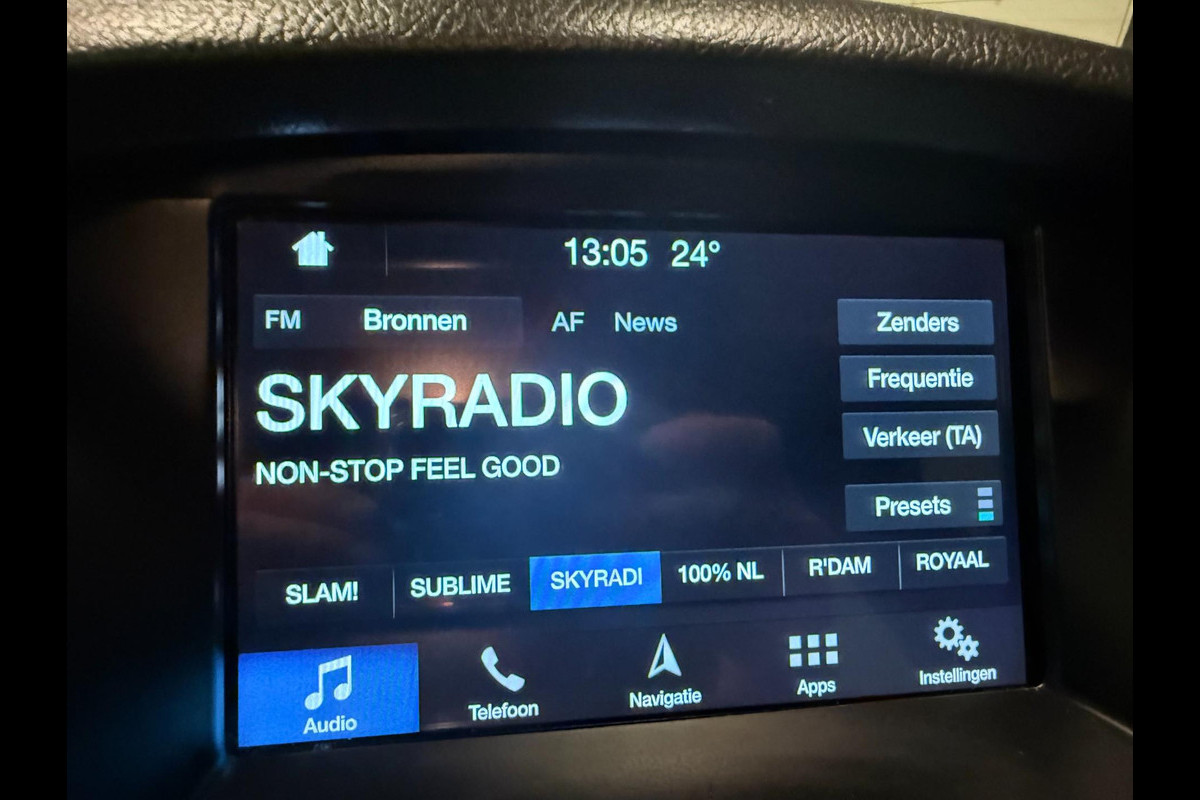 13:05 24°
FM Bronnen AF News Zenders
SKYRADIO
Frequentie
Verkeer (TA)
NON-STOP FEEL GOOD
Presets
SLAM! SUBLIME SKYRADI 100% NL R'DAM ROYAAL
Audio Telefoon Navigatie Apps Instellingen